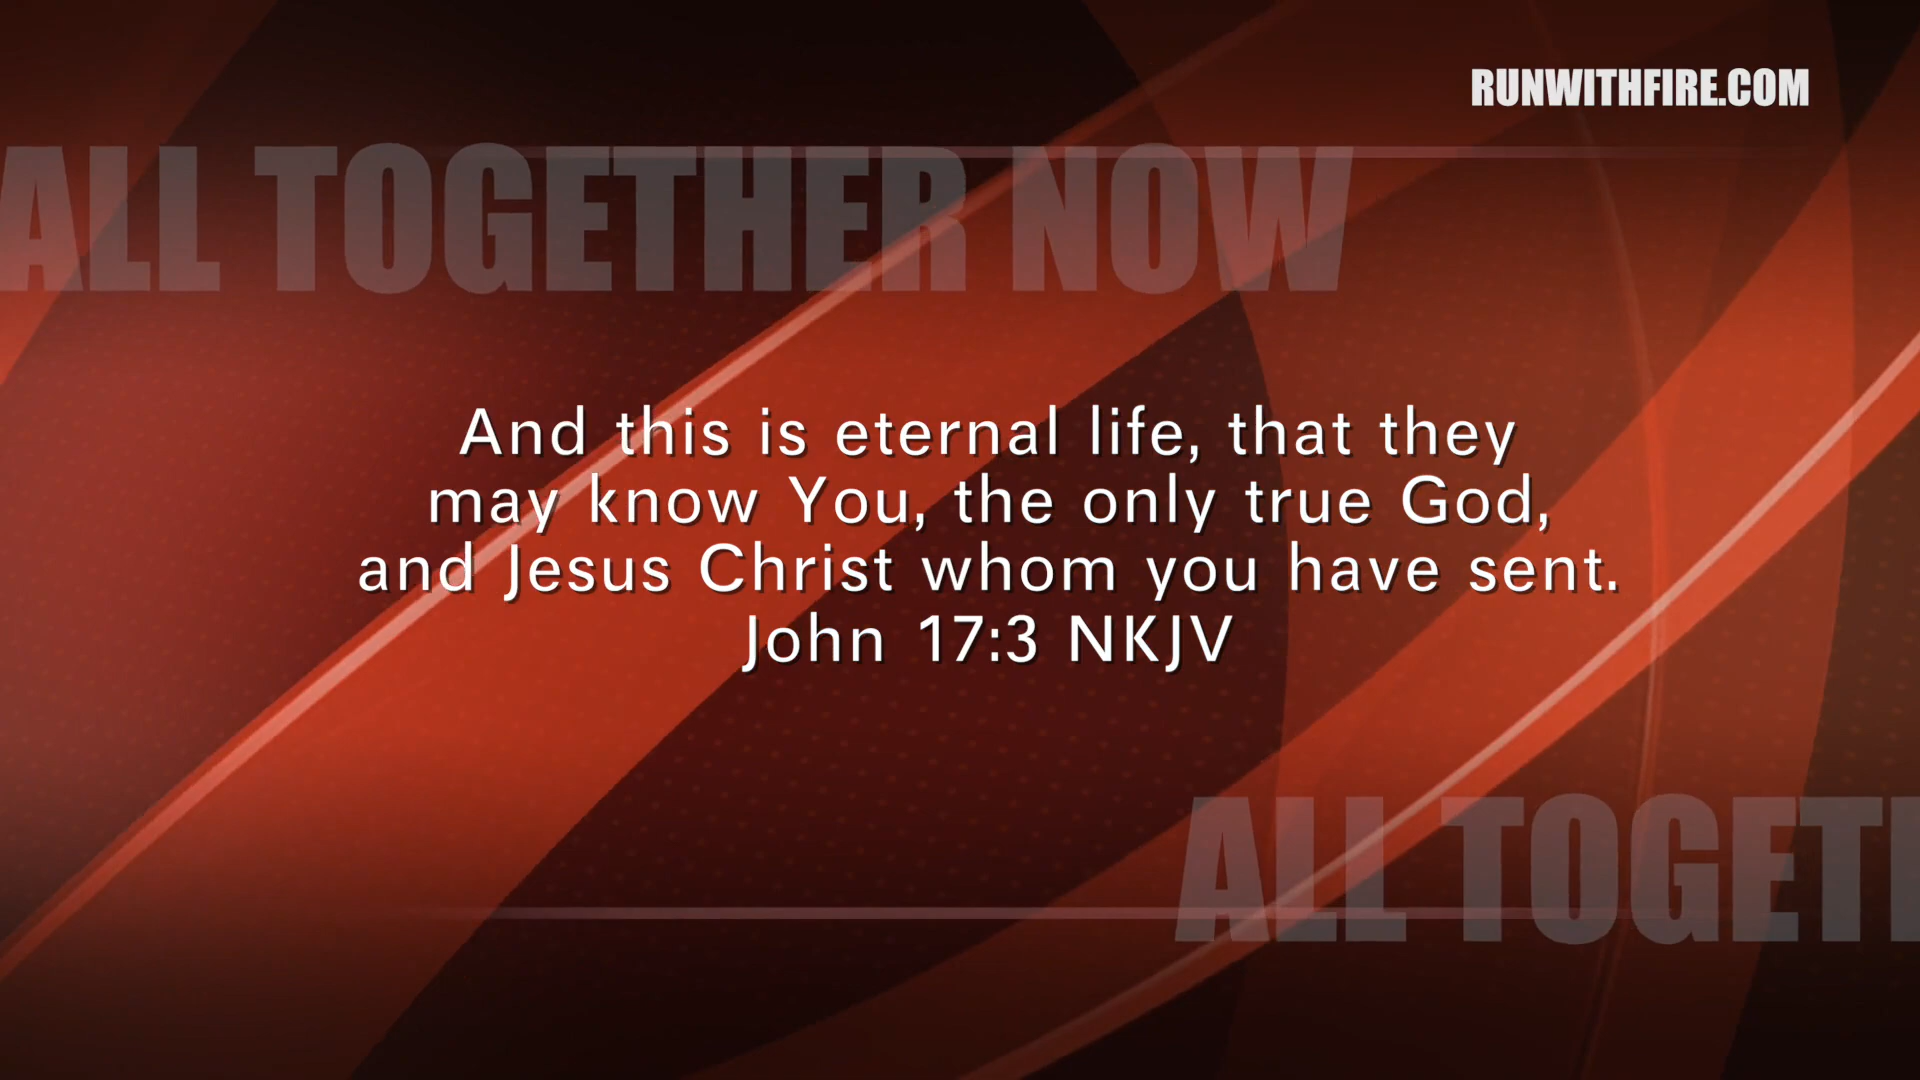 RUNWITHFIRE.COM
ALL TOGETHER NOW
And this is eternal life, that they
may know You, the only true God,
and Jesus Christ whom you have sent.
John 17:3 NKJV
ALL TOGET